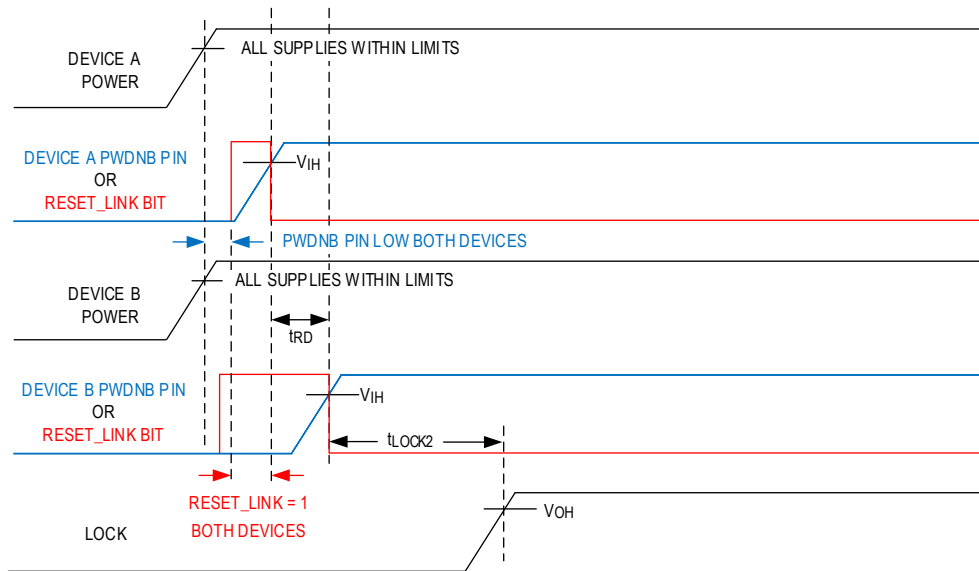 ALL SUPPLIES WITHIN LIMITS
DEVICE A
POWER
DEVICE A PWDNB PIN
OR
RESET_LINK BIT
VIH
PWDNB PIN LOW BOTH DEVICES
ALL SUPPLIES WITHIN LIMITS
DEVICE B
POWER
tRD
DEVICE B PWDNB PIN
OR
RESET_LINK BIT
VIH
tLOCK2
RESET_LINK = 1
BOTH DEVICES
LOCK
VOH